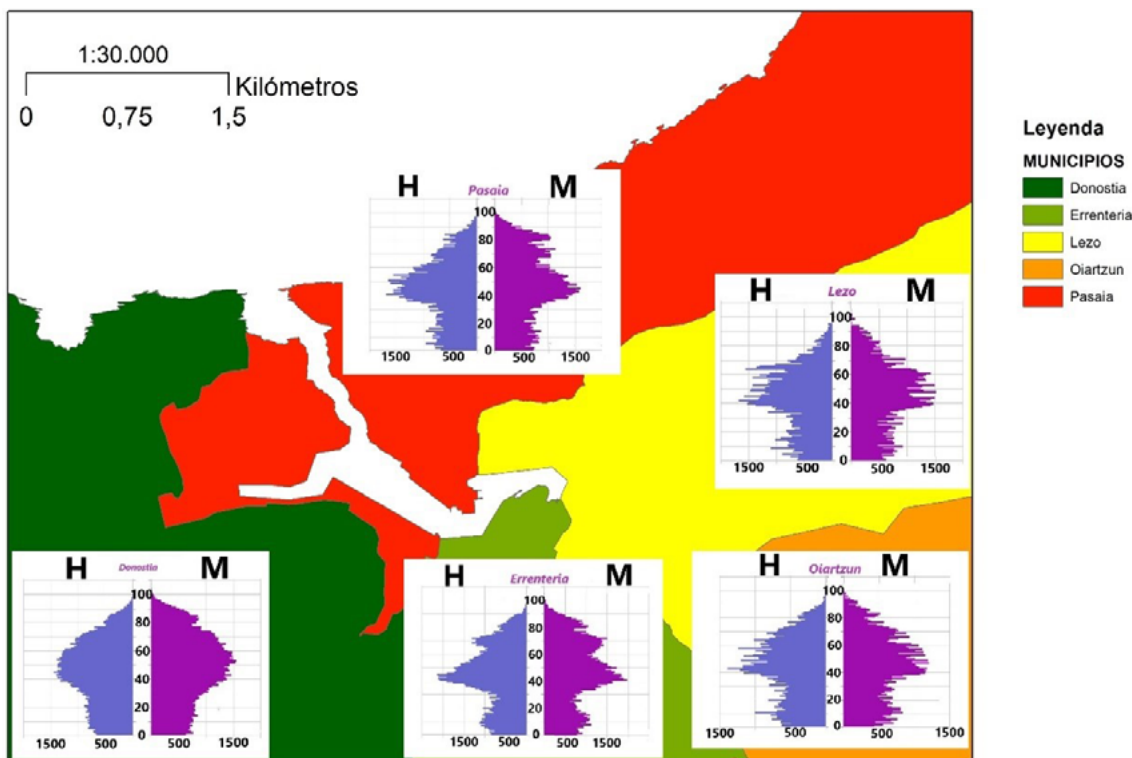 1:30.000
Kilómetros
0 0,75 1,5
Leyenda
MUNICIPIOS
Donostia
Errenteria
Lezo
Oiartzun
Pasaia
H Pasaia M
100
80
60
40
20
0
1500 500 500 1500
H Lezo M
100
80
60
40
20
0
1500 500 500 1500
H Donostia M
100
80
60
40
20
0
1500 500 500 1500
H Errenteria M
100
80
60
40
20
0
1500 500 500 1500
H Oiartzun M
100
80
60
40
20
0
1500 500 500 1500